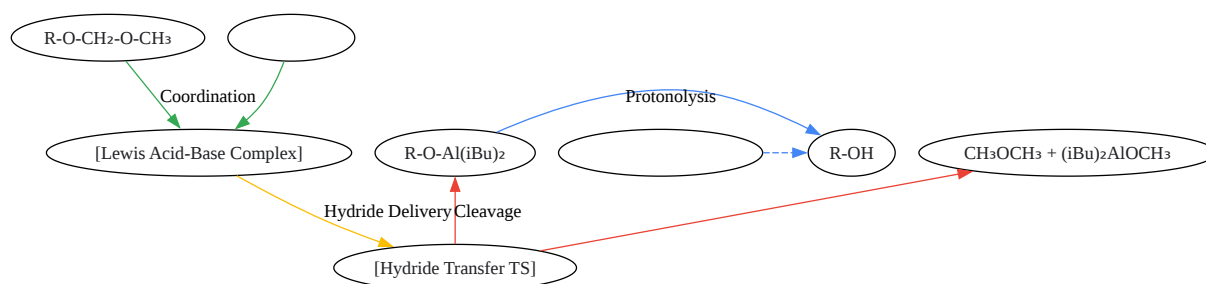 R-O-CH₂-O-CH₃
Coordination
Protonolysis
[Lewis Acid-Base Complex]
R-O-Al(iBu)₂
R-OH
CH₃OCH₃ + (iBu)₂AlOCH₃
Hydride Delivery
Cleavage
[Hydride Transfer TS]